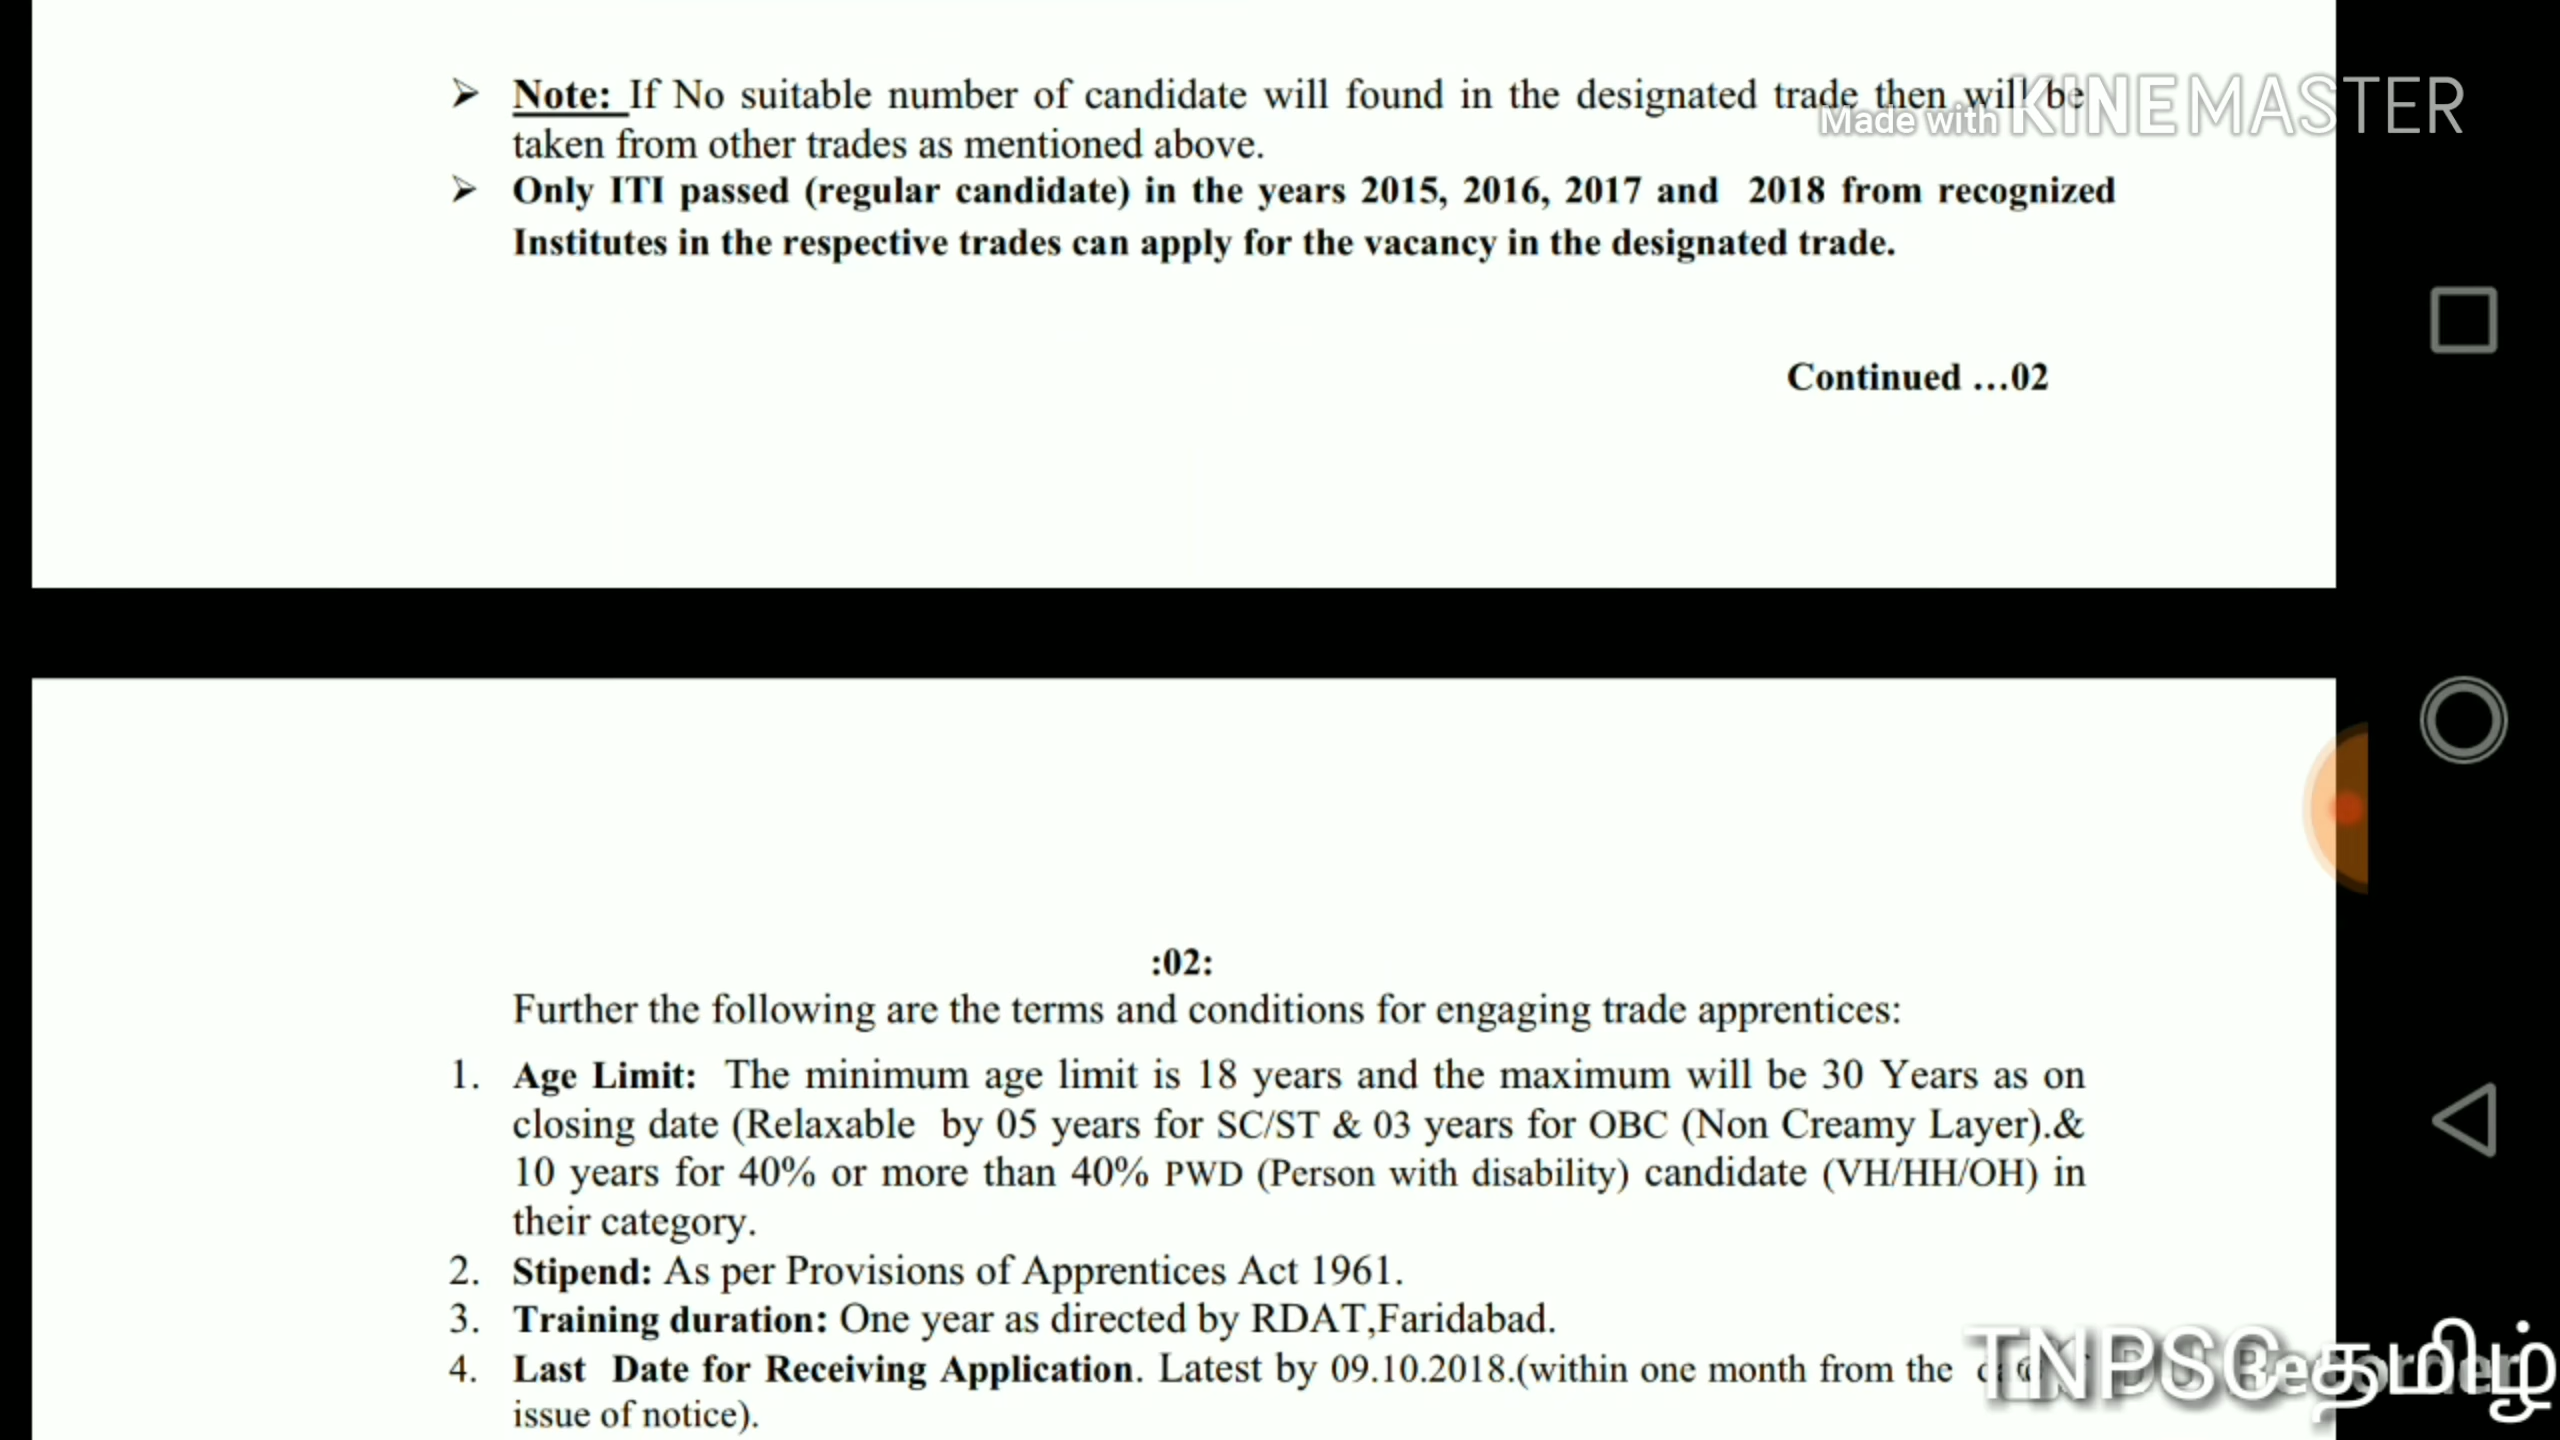 ➢ Note: If No suitable number of candidate will found in the designated trade then will be
Made with KINEMASTER
taken from other trades as mentioned above.
➢ Only ITI passed (regular candidate) in the years 2015, 2016, 2017 and 2018 from recognized
Institutes in the respective trades can apply for the vacancy in the designated trade.
Continued ...02
:02:
Further the following are the terms and conditions for engaging trade apprentices:
1. Age Limit: The minimum age limit is 18 years and the maximum will be 30 Years as on
closing date (Relaxable by 05 years for SC/ST & 03 years for OBC (Non Creamy Layer).&
10 years for 40% or more than 40% PWD (Person with disability) candidate (VH/HH/OH) in
their category.
2. Stipend: As per Provisions of Apprentices Act 1961.
3. Training duration: One year as directed by RDAT,Faridabad.
4. Last Date for Receiving Application. Latest by 09.10.2018.(within one month from the
TNPSCதமிழ்
issue of notice).